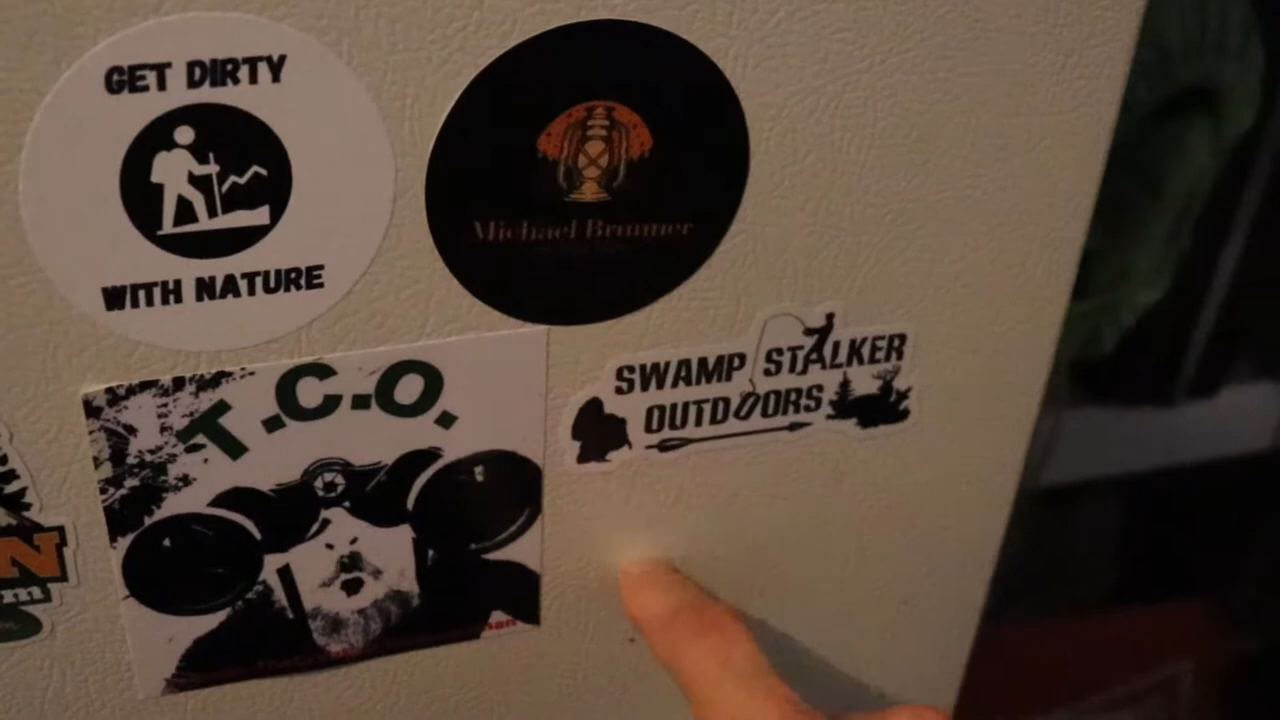 GET DIRTY
WITH NATURE
Michael Brunner
T.C.O.
SWAMP STALKER
OUTDOORS
N
m